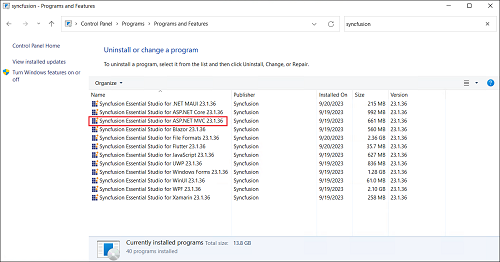 syncfusion - Programs and Features
Control Panel > Programs > Programs and Features
syncfusion
Control Panel Home
View installed updates
Turn Windows features on or off
Uninstall or change a program
To uninstall a program, select it from the list and then click Uninstall, Change, or Repair.
Organize
Name Publisher Installed On Size Version
Syncfusion Essential Studio for .NET MAUI 23.1.36 Syncfusion 9/20/2023 215 MB 23.1.36
Syncfusion Essential Studio for ASP.NET Core 23.1.36 Syncfusion 9/19/2023 992 MB 23.1.36
Syncfusion Essential Studio for ASP.NET MVC 23.1.36 Syncfusion 9/19/2023 661 MB 23.1.36
Syncfusion Essential Studio for Blazor 23.1.36 Syncfusion 9/19/2023 560 MB 23.1.36
Syncfusion Essential Studio for File Formats 23.1.36 Syncfusion 9/20/2023 2.36 GB 23.1.36
Syncfusion Essential Studio for Flutter 23.1.36 Syncfusion 9/19/2023 35.7 MB 23.1.36
Syncfusion Essential Studio for JavaScript 23.1.36 Syncfusion 9/19/2023 627 MB 23.1.36
Syncfusion Essential Studio for UWP 23.1.36 Syncfusion 9/19/2023 836 MB 23.1.36
Syncfusion Essential Studio for Windows Forms 23.1.36 Syncfusion 9/19/2023 1.28 GB 23.1.36
Syncfusion Essential Studio for WinUI 23.1.36 Syncfusion 9/19/2023 61.0 MB 23.1.36
Syncfusion Essential Studio for WPF 23.1.36 Syncfusion 9/19/2023 2.10 GB 23.1.36
Syncfusion Essential Studio for Xamarin 23.1.36 Syncfusion 9/19/2023 258 MB 23.1.36
Currently installed programs Total size: 13.8 GB
40 programs installed